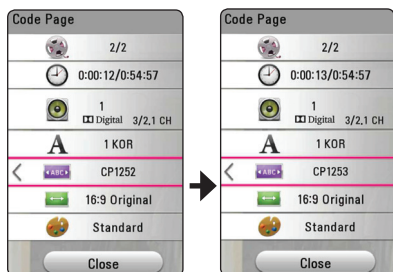 Code Page
2/2
0:00:12/0:54:57
1
Digital 3/2,1 CH
A 1 KOR
ABC CP1252
16:9 Original
Standard
Close
Code Page
2/2
0:00:13/0:54:57
1
Digital 3/2,1 CH
A 1 KOR
ABC CP1253
16:9 Original
Standard
Close